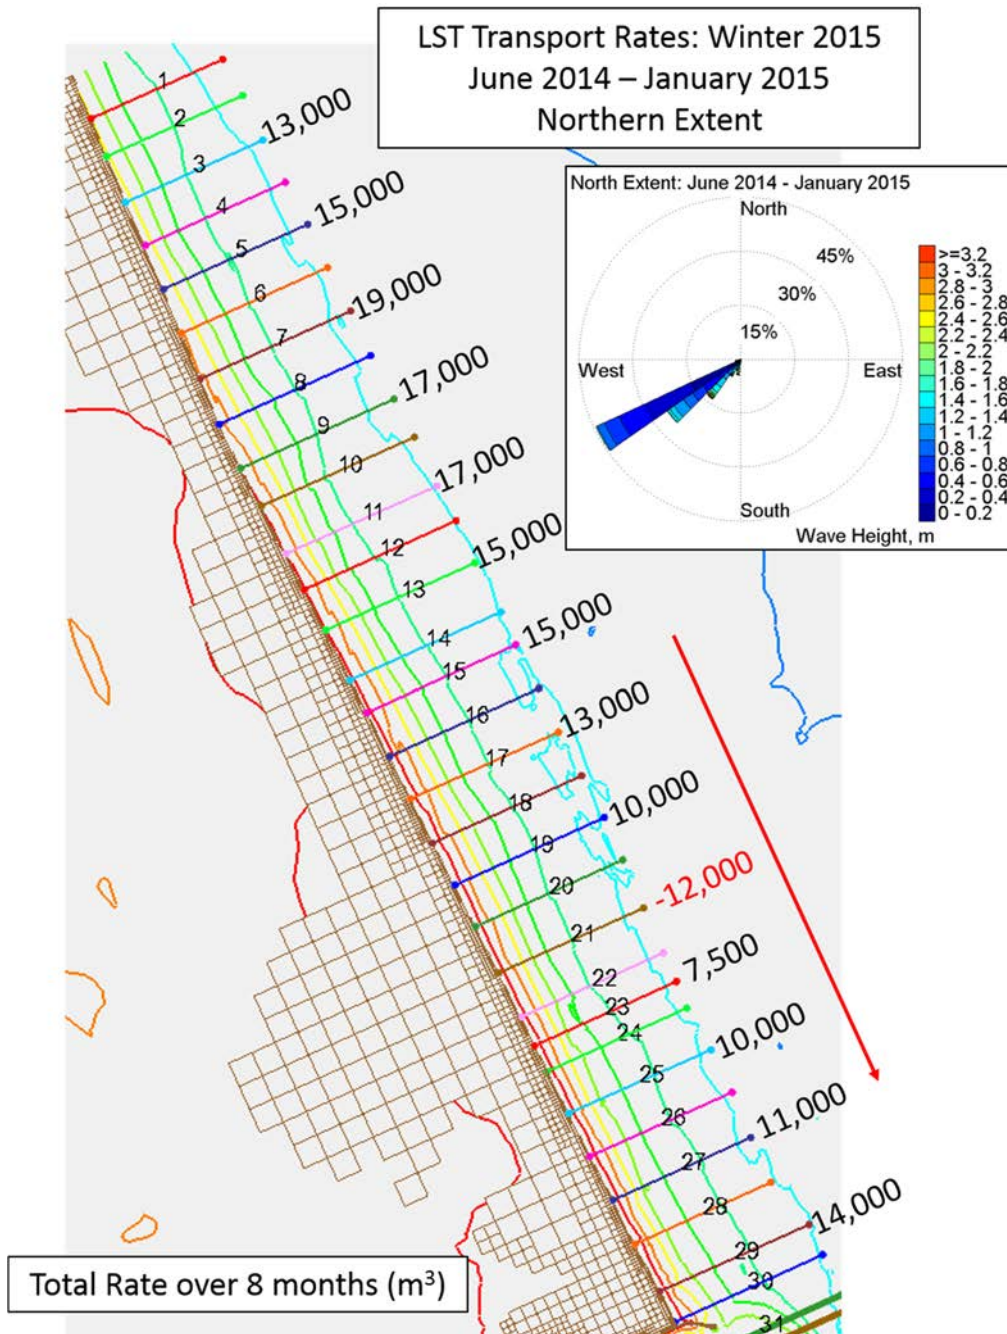 LST Transport Rates: Winter 2015
June 2014 – January 2015
Northern Extent
North Extent: June 2014 - January 2015
North
45%
30%
15%
West
East
South
Wave Height, m
>=3.2
3 - 3.2
2.8 - 3
2.6 - 2.8
2.4 - 2.6
2.2 - 2.4
2 - 2.2
1.8 - 2
1.6 - 1.8
1.4 - 1.6
1.2 - 1.4
1 - 1.2
0.8 - 1
0.6 - 0.8
0.4 - 0.6
0.2 - 0.4
0 - 0.2
1
2
3 13,000
4
5 15,000
6
7 19,000
8
9 17,000
10
11 17,000
12
13 15,000
14
15 15,000
16
17 13,000
18
19 10,000
20
21 -12,000
22
23 7,500
24
25 10,000
26
27 11,000
28
29 14,000
30
31
Total Rate over 8 months (m³)